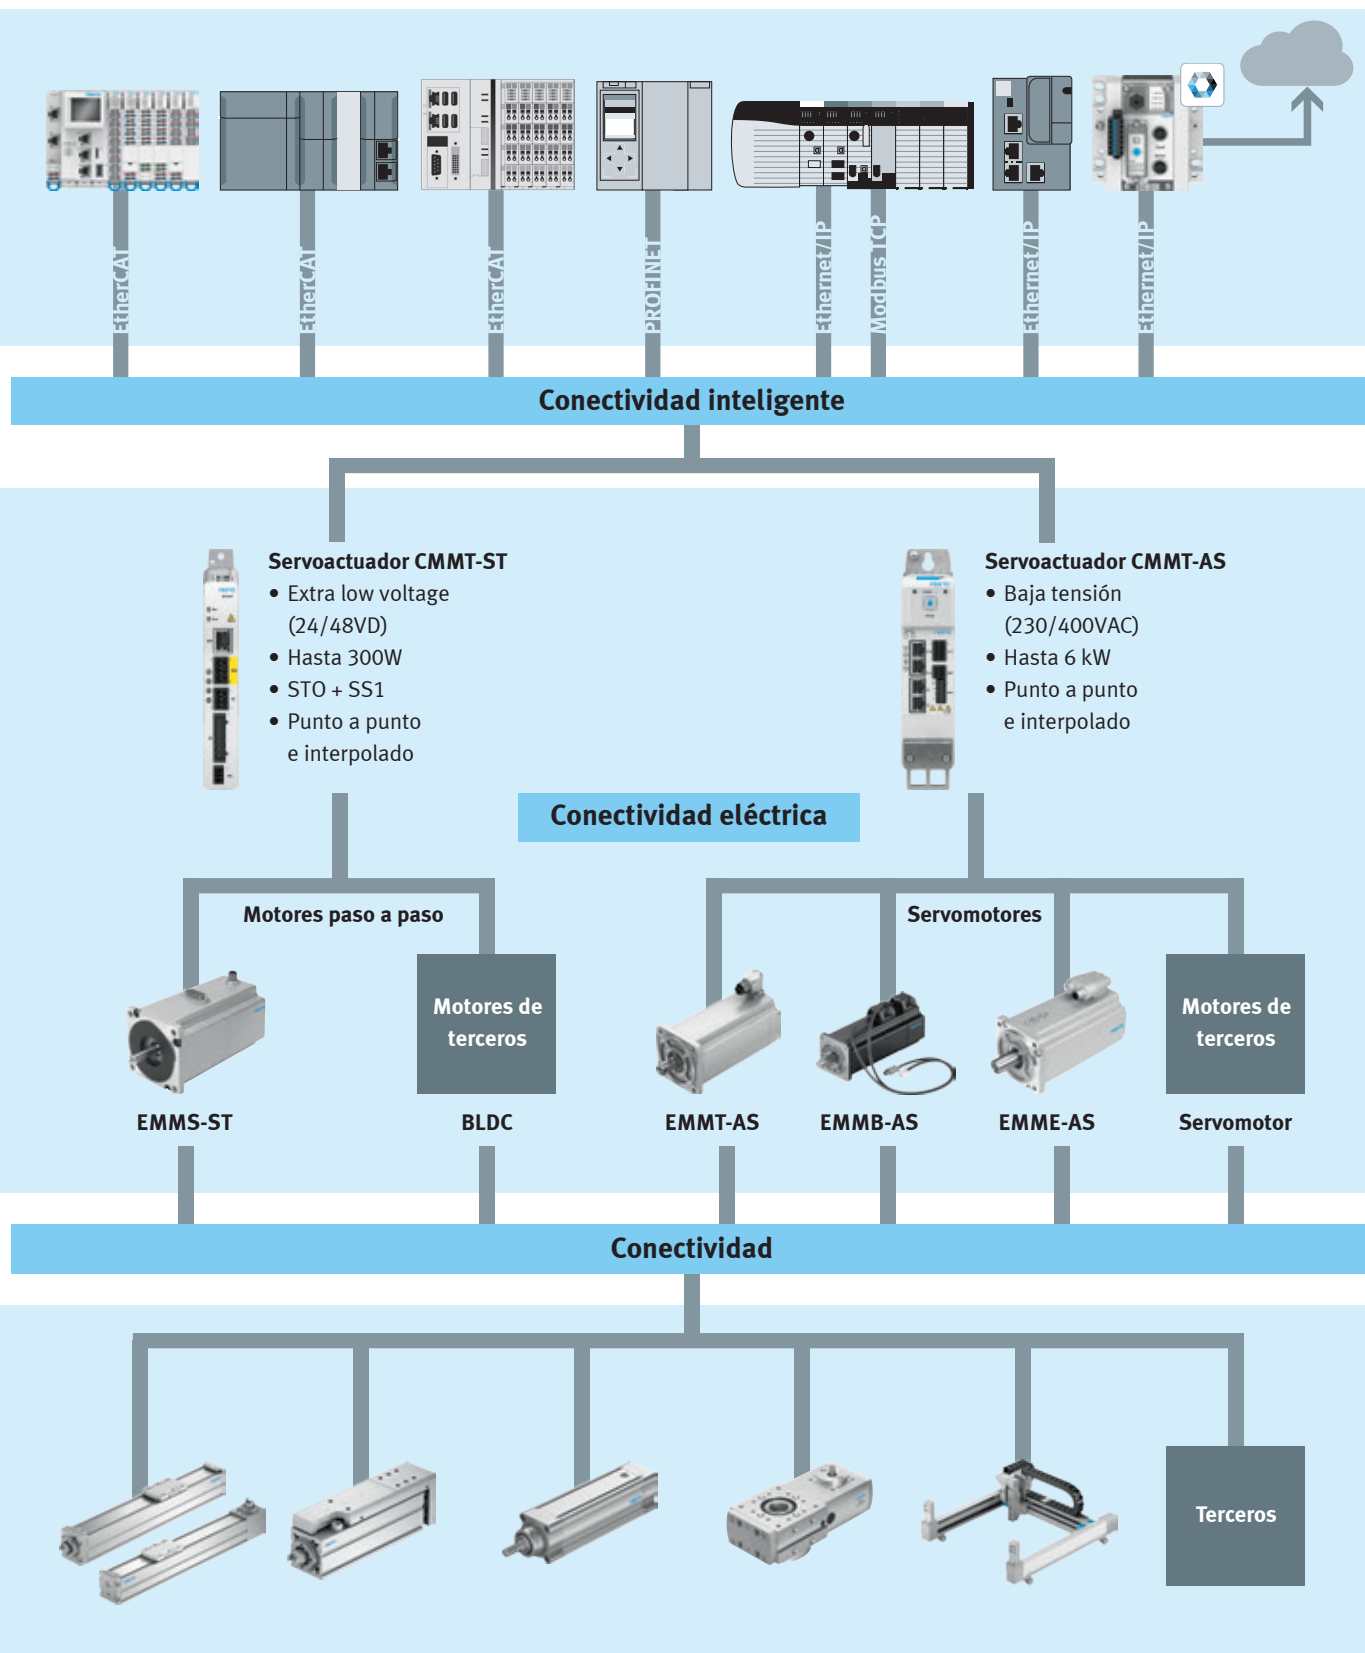 EtherCAT
EtherCAT
EtherCAT
PROFINET
Ethernet/IP
Modbus TCP
Ethernet/IP
Ethernet/IP
Conectividad inteligente
Servoactuador CMMT-ST
• Extra low voltage
(24/48VD)
• Hasta 300W
• STO + SS1
• Punto a punto
e interpolado
Servoactuador CMMT-AS
• Baja tensión
(230/400VAC)
• Hasta 6 kW
• Punto a punto
e interpolado
Conectividad eléctrica
Motores paso a paso
Servomotores
Motores de
terceros
Motores de
terceros
EMMS-ST
BLDC
EMMT-AS
EMMB-AS
EMME-AS
Servomotor
Conectividad
Terceros